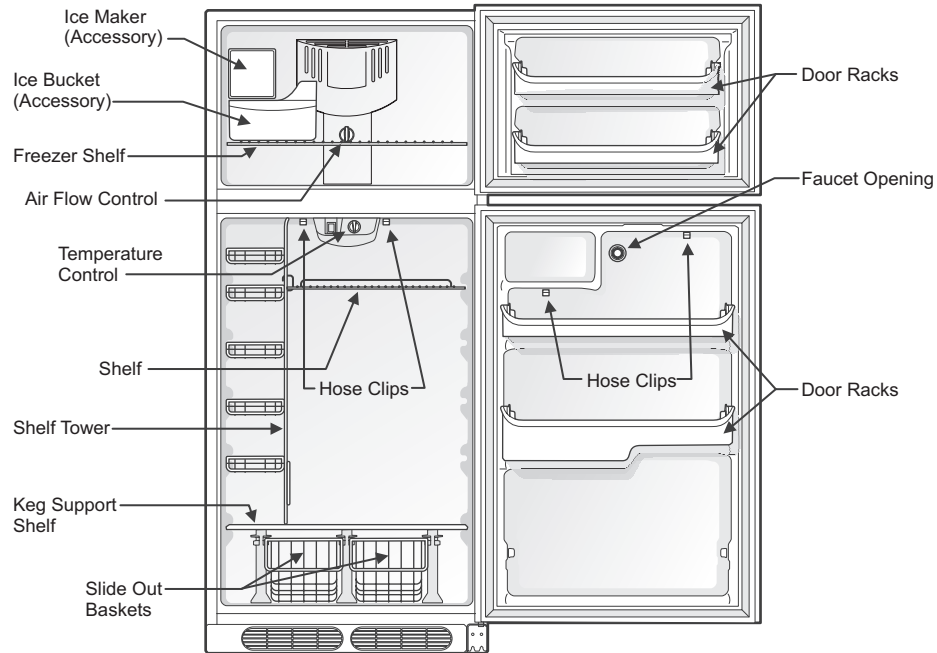 Ice Maker
(Accessory)
Ice Bucket
(Accessory)
Freezer Shelf
Air Flow Control
Temperature
Control
Shelf
Shelf Tower
Keg Support
Shelf
Slide Out
Baskets
Hose Clips
Hose Clips
Door Racks
Faucet Opening
Door Racks